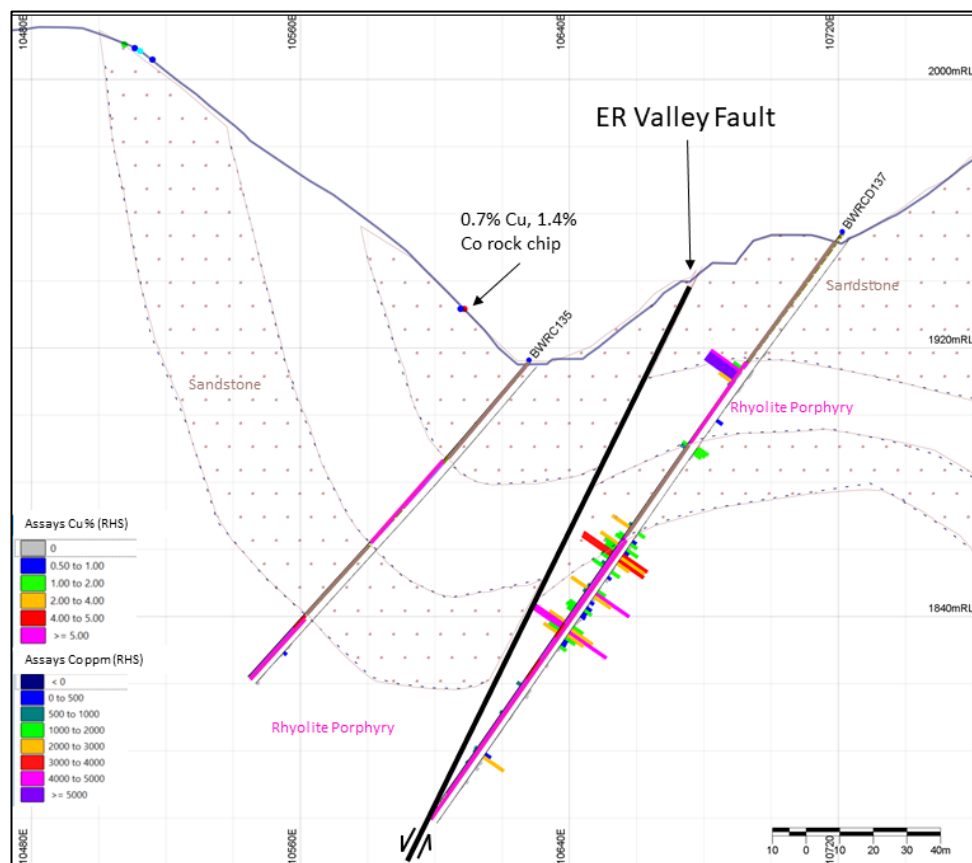 10480E
10560E
10640E
10720E
2000mRL
ER Valley Fault
BWRCD137
0.7% Cu, 1.4%
Co rock chip
Sandstone
BWRC135
1920mRL
Sandstone
Rhyolite Porphyry
Assays Cu% (RHS)
0
0.50 to 1.00
1.00 to 2.00
2.00 to 4.00
4.00 to 5.00
>= 5.00
1840mRL
Assays Co ppm (RHS)
< 0
0 to 500
500 to 1000
1000 to 2000
2000 to 3000
3000 to 4000
4000 to 5000
>= 5000
Rhyolite Porphyry
10480E
10560E
10640E
10720
10 0 10 20 30 40m